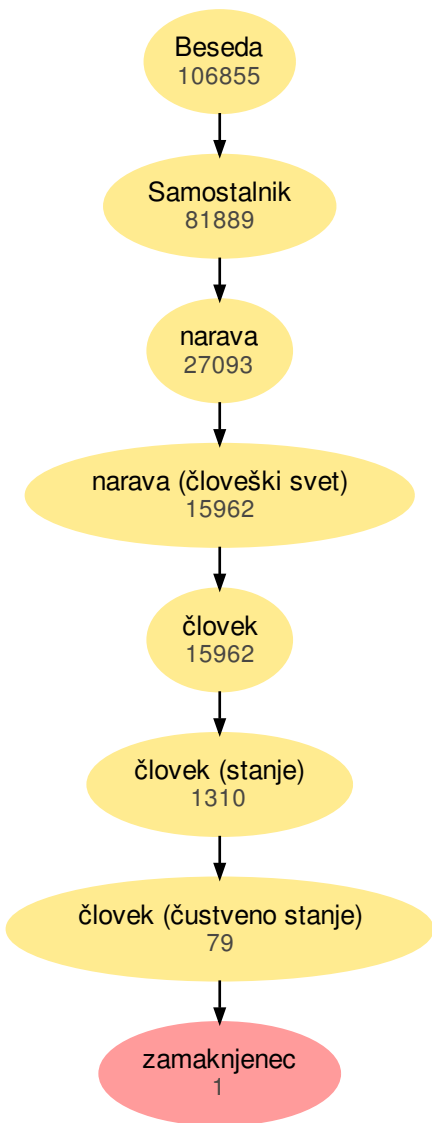 Beseda
106855
Samostalnik
81889
narava
27093
narava (človeški svet)
15962
človek
15962
človek (stanje)
1310
človek (čustveno stanje)
79
zamaknjenec
1